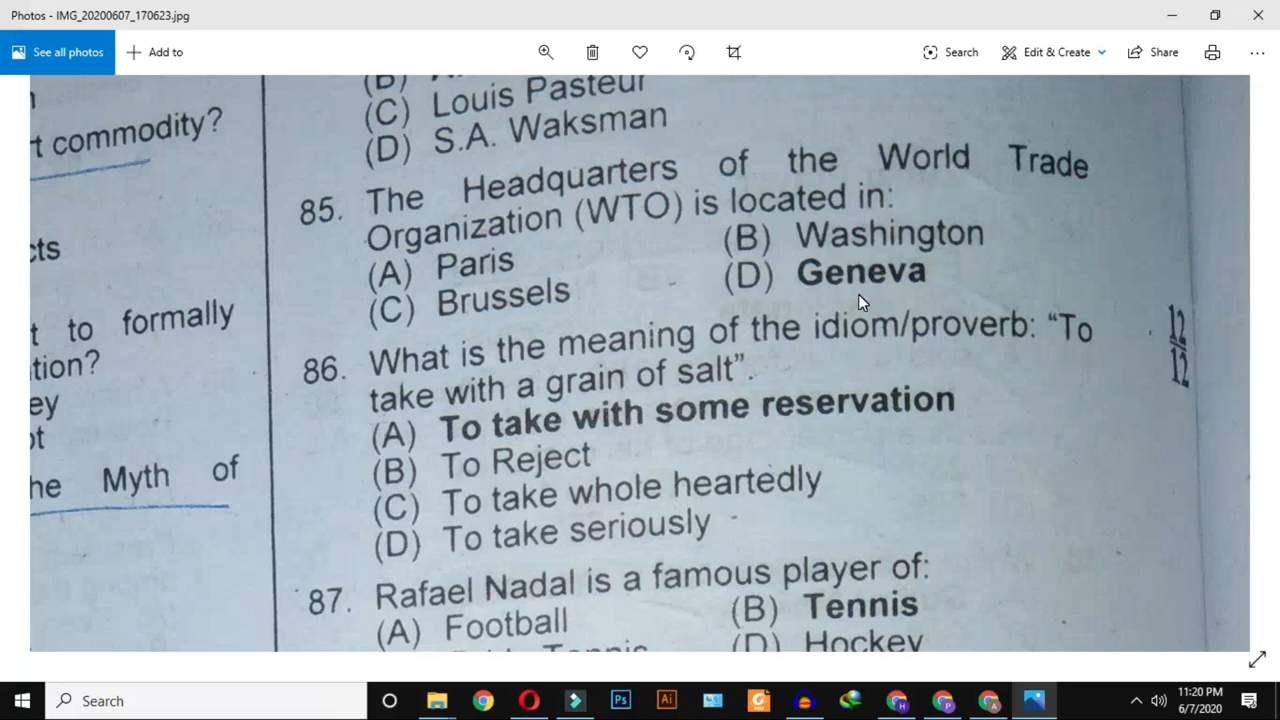 Photos - IMG_20200607_170623.jpg
See all photos
Add to
Search
Edit & Create
Share
t commodity?
cts
t to formally
tion?
ey
ot
he Myth of
(B)
(C) Louis Pasteur
(D) S.A. Waksman
85. The Headquarters of the World Trade
Organization (WTO) is located in:
(A) Paris (B) Washington
(C) Brussels (D) Geneva
86. What is the meaning of the idiom/proverb: “To
take with a grain of salt”.
(A) To take with some reservation
(B) To Reject
(C) To take whole heartedly
(D) To take seriously
87. Rafael Nadal is a famous player of:
(A) Football (B) Tennis
(D) Hockey
12
12
Search
Ps
Ai
H
P
A
11:20 PM
6/7/2020